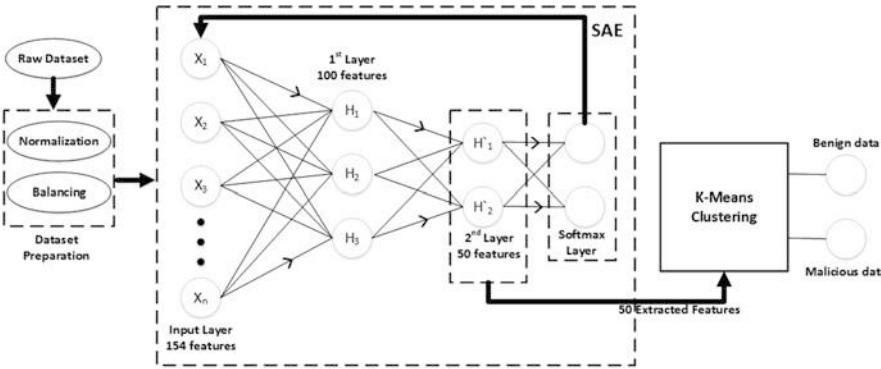 Raw Dataset
Normalization
Balancing
Dataset
Preparation
SAE
X1
X2
X3
Xn
Input Layer
154 features
1st Layer
100 features
H1
H2
H3
H`1
H`2
2nd Layer
50 features
Softmax
Layer
50 Extracted Features
K-Means
Clustering
Benign data
Malicious data